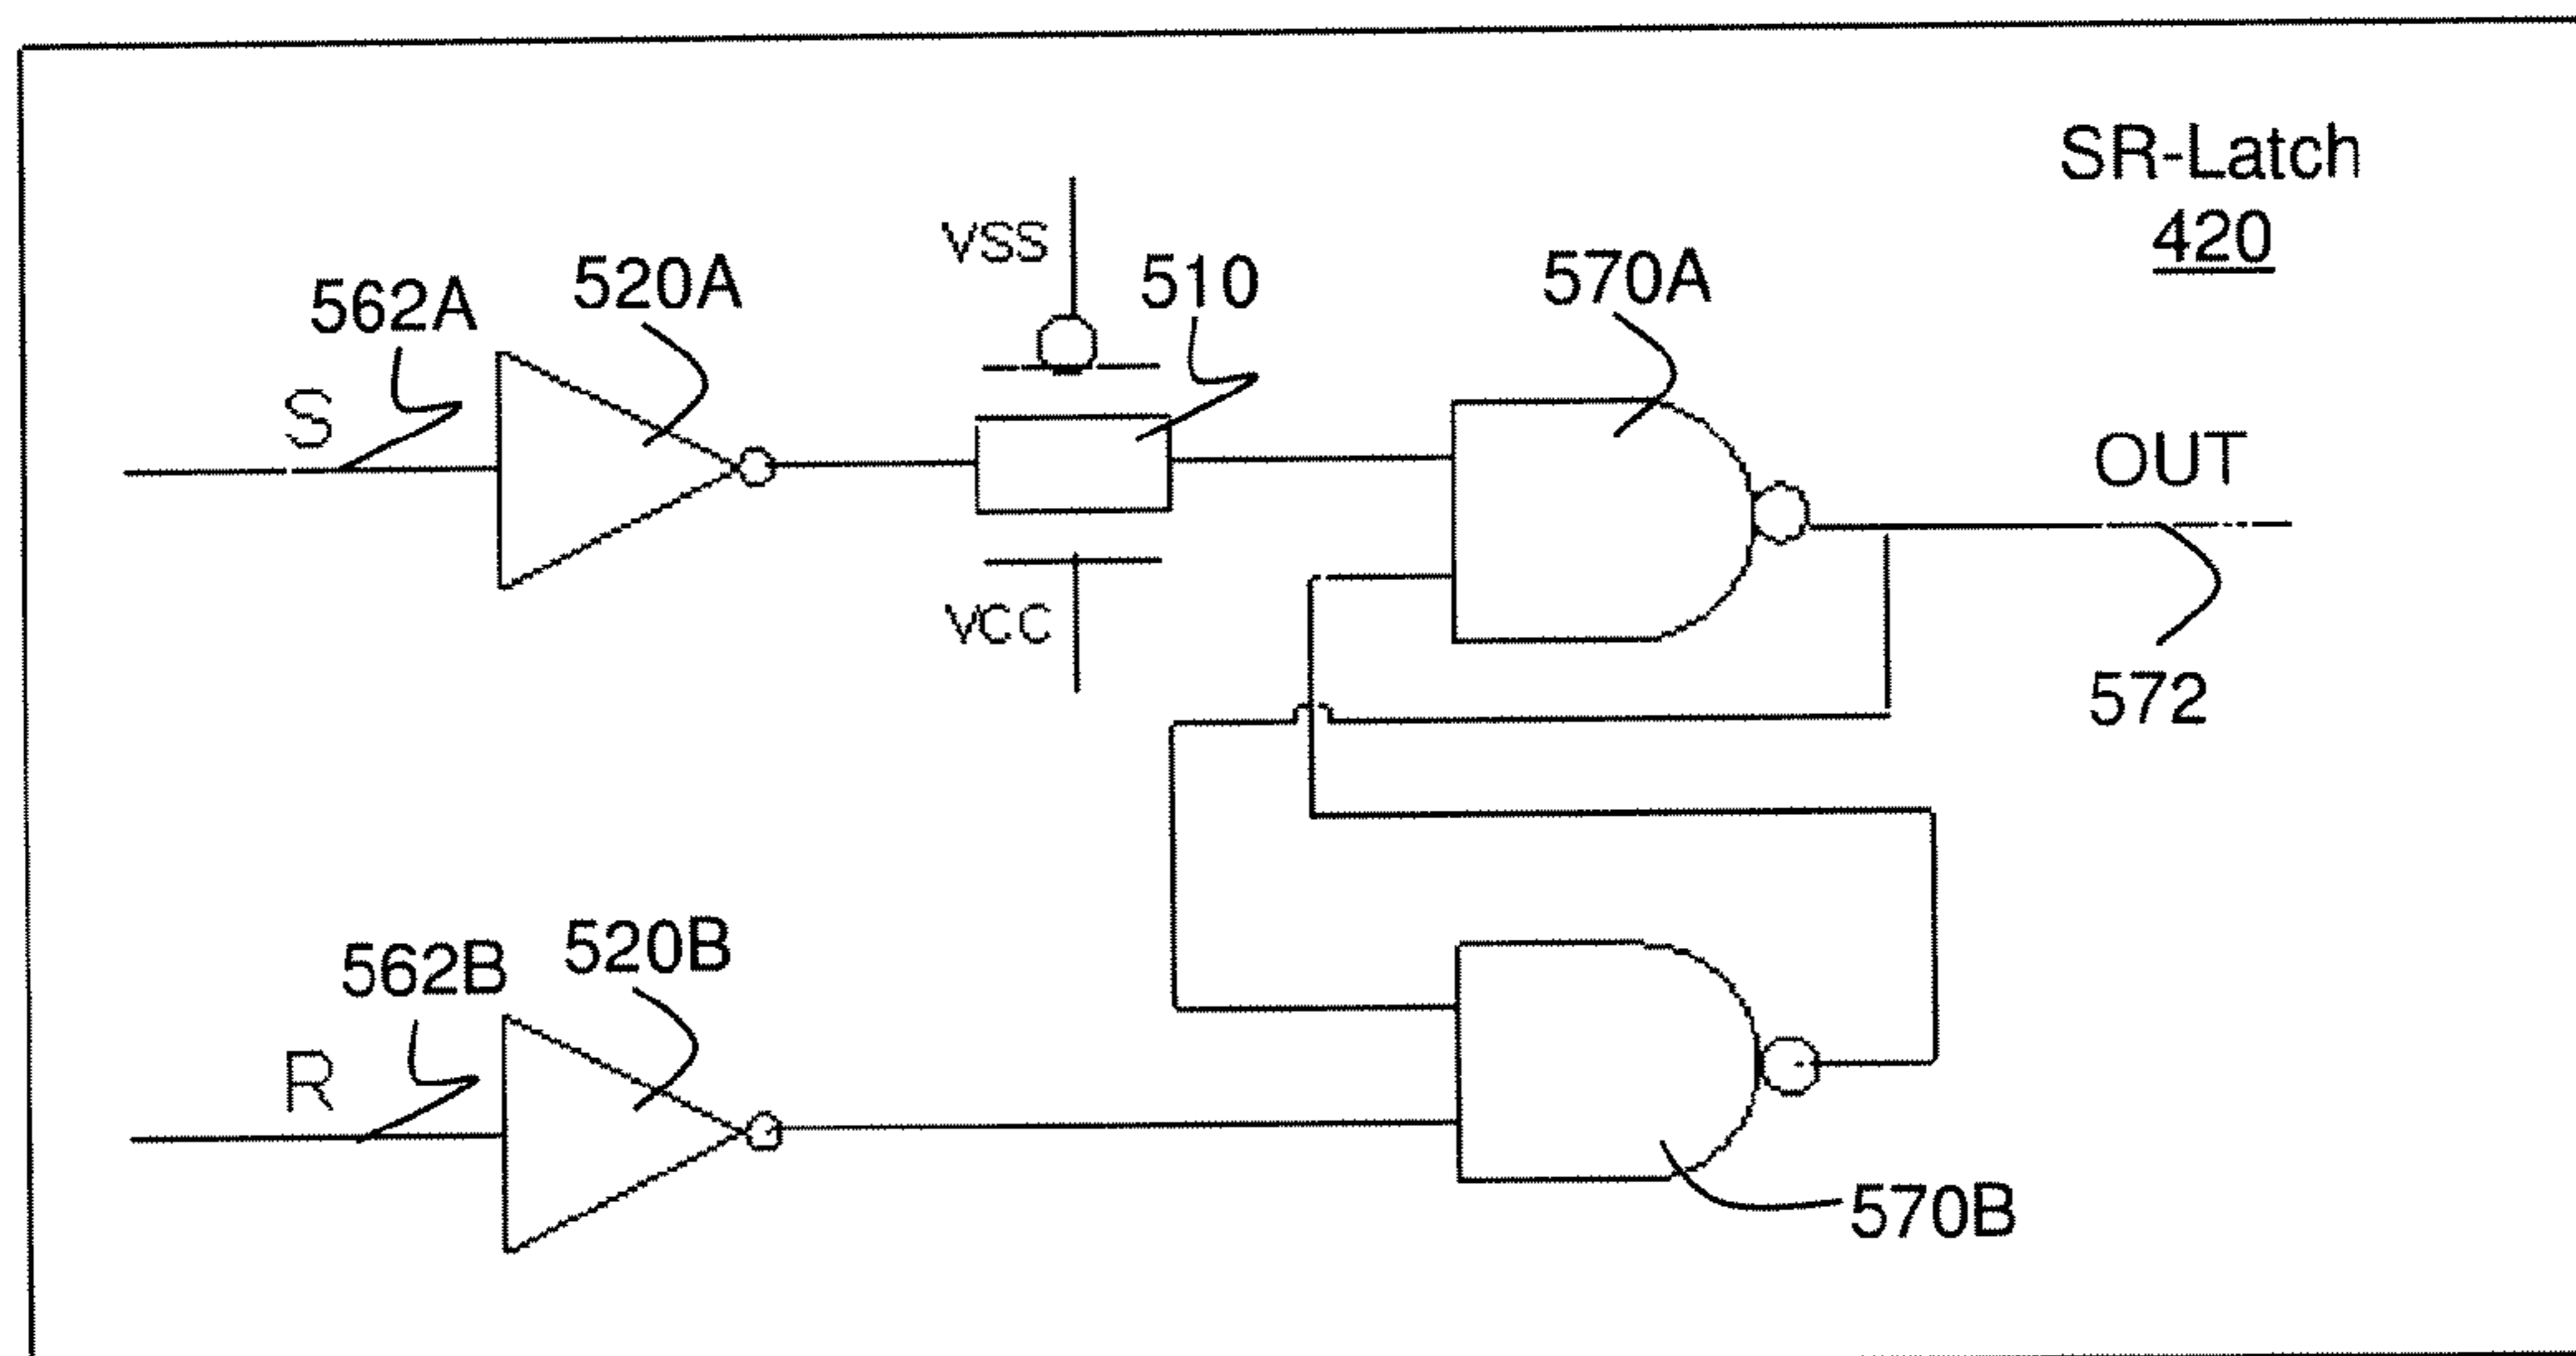 SR-Latch
420
VSS
510
570A
520A
562A
S
OUT
572
VCC
520B
562B
R
570B